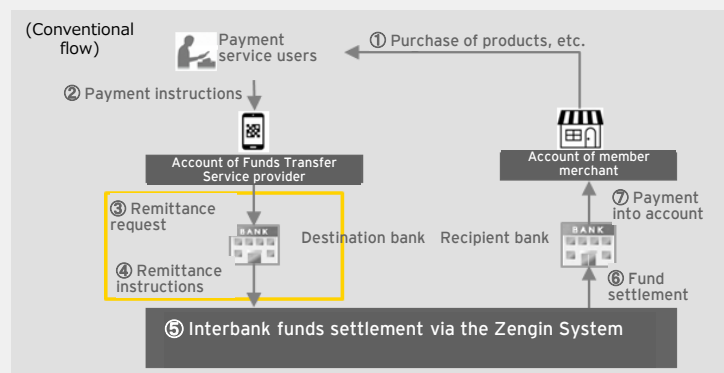 (Conventional
flow)
Payment
service users
① Purchase of products, etc.
② Payment instructions
Account of Funds Transfer
Service provider
Account of member
merchant
③ Remittance
request
BANK
Destination bank
Recipient bank
BANK
⑦ Payment
into account
④ Remittance
instructions
⑥ Fund
settlement
⑤ Interbank funds settlement via the Zengin System